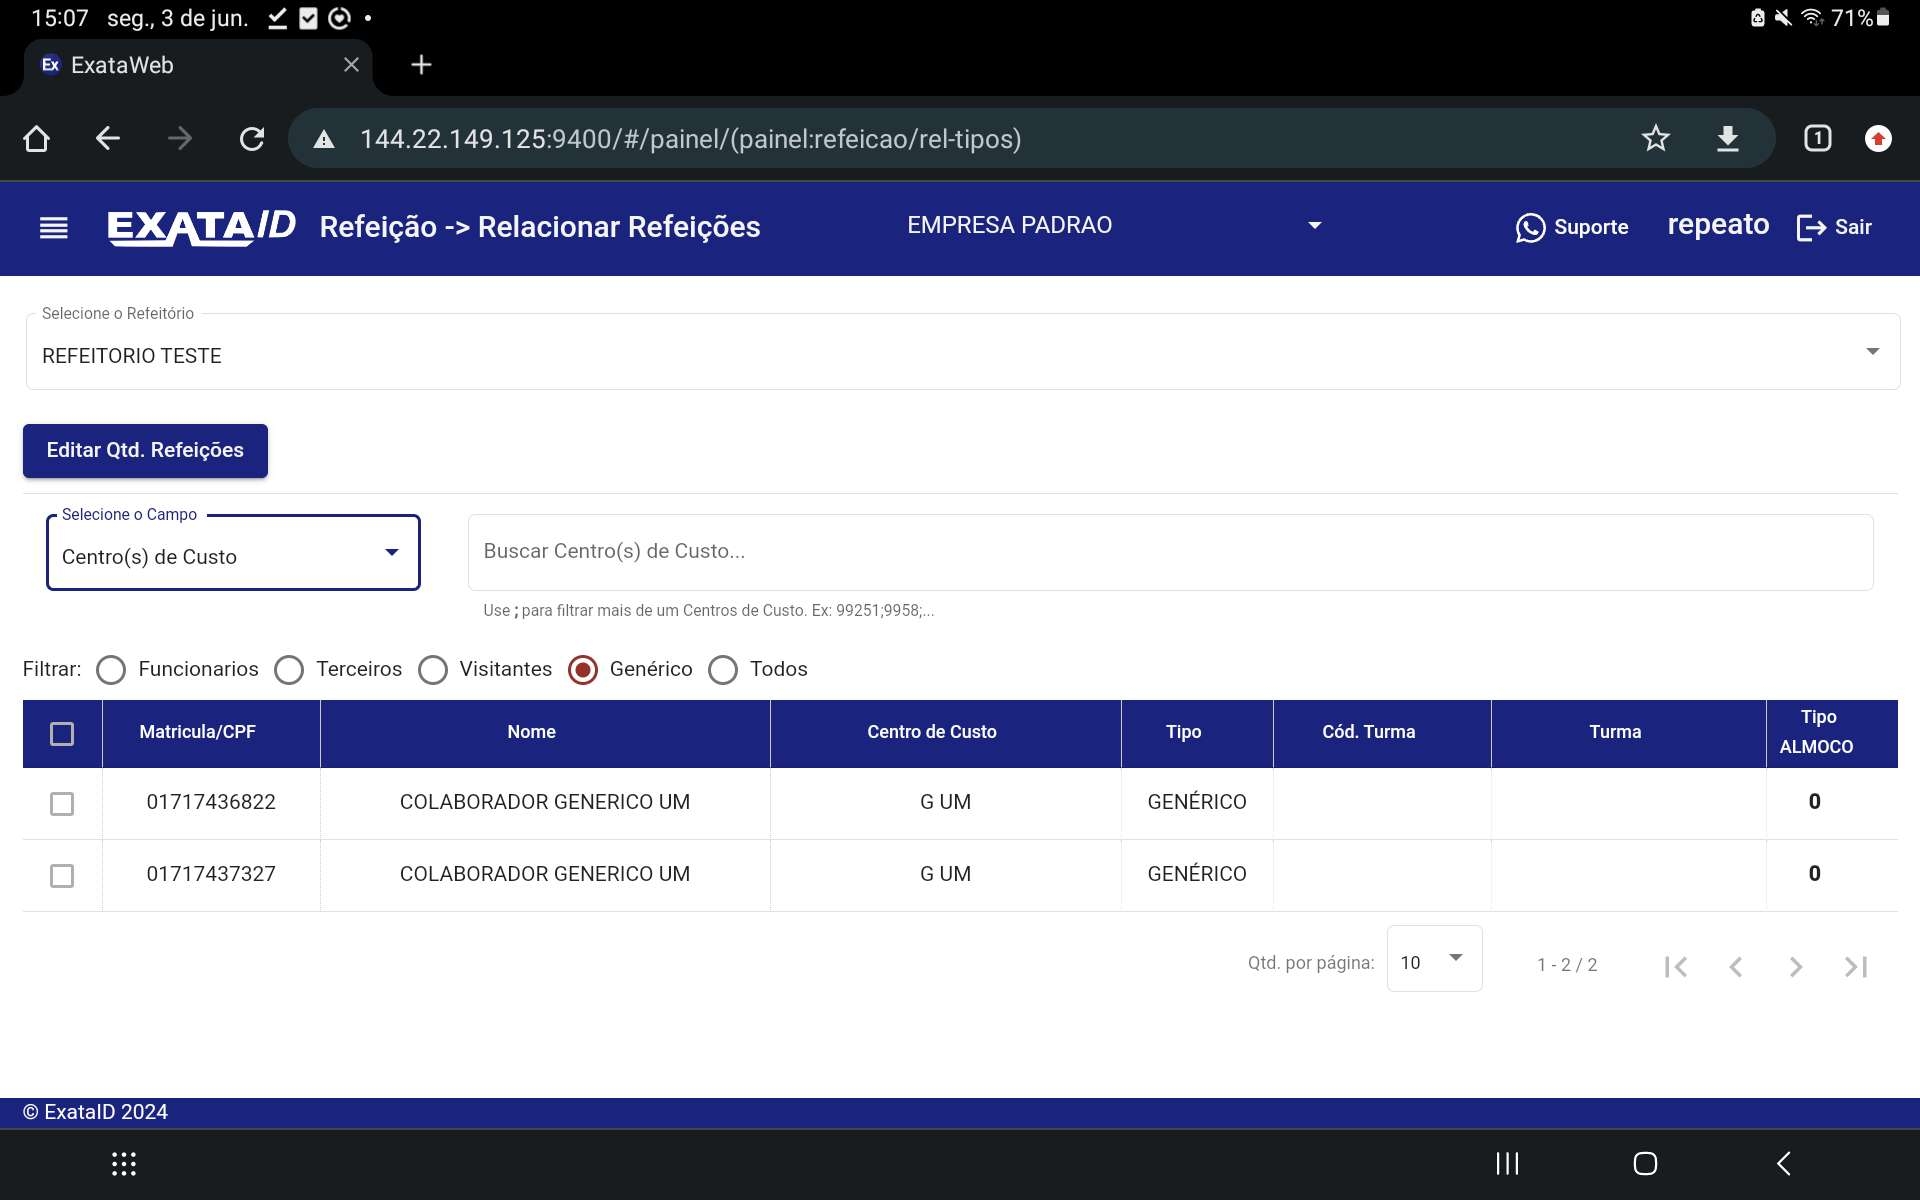 15:07 seg., 3 de jun. 71%
Ex ExataWeb
144.22.149.125:9400/#/painel/(painel:refeicao/rel-tipos) 1
EXATAID Refeição -> Relacionar Refeições EMPRESA PADRAO Suporte repeato Sair
Selecione o Refeitório
REFEITORIO TESTE
Editar Qtd. Refeições
Selecione o Campo
Centro(s) de Custo Buscar Centro(s) de Custo...
Use ; para filtrar mais de um Centros de Custo. Ex: 99251;9958;...
Filtrar: Funcionarios Terceiros Visitantes Genérico Todos
Matricula/CPF Nome Centro de Custo Tipo Cód. Turma Turma Tipo ALMOCO
01717436822 COLABORADOR GENERICO UM G UM GENÉRICO 0
01717437327 COLABORADOR GENERICO UM G UM GENÉRICO 0
Qtd. por página: 10 1 - 2 / 2
© ExataID 2024